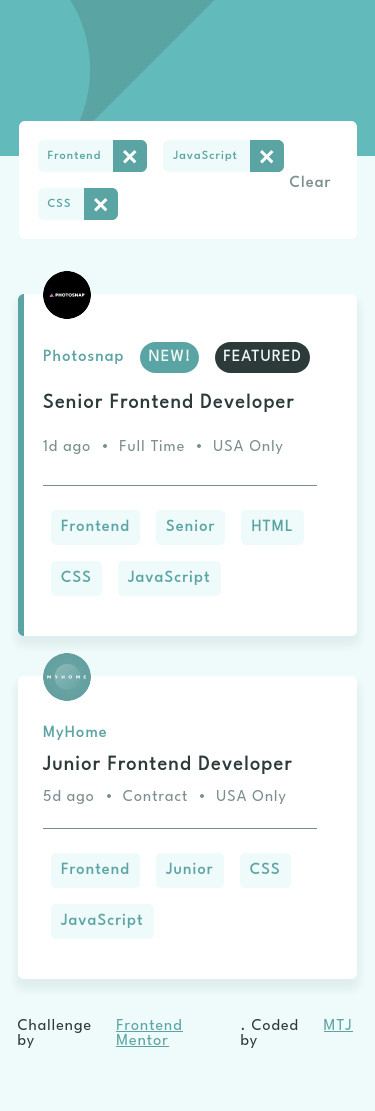 Frontend
JavaScript
CSS
Clear
PHOTOSNAP
Photosnap NEW! FEATURED
Senior Frontend Developer
1d ago • Full Time • USA Only
Frontend Senior HTML
CSS JavaScript
MYHOME
MyHome
Junior Frontend Developer
5d ago • Contract • USA Only
Frontend Junior CSS
JavaScript
Challenge by Frontend Mentor . Coded by MTJ